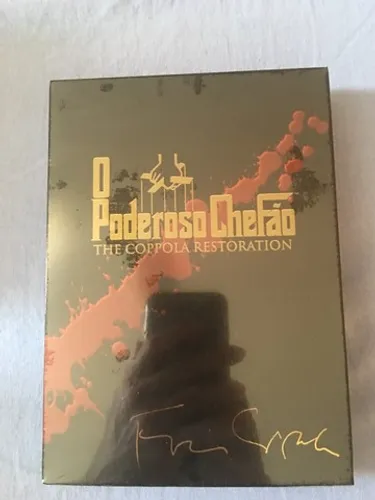 O
Poderoso Chefão
THE COPPOLA RESTORATION